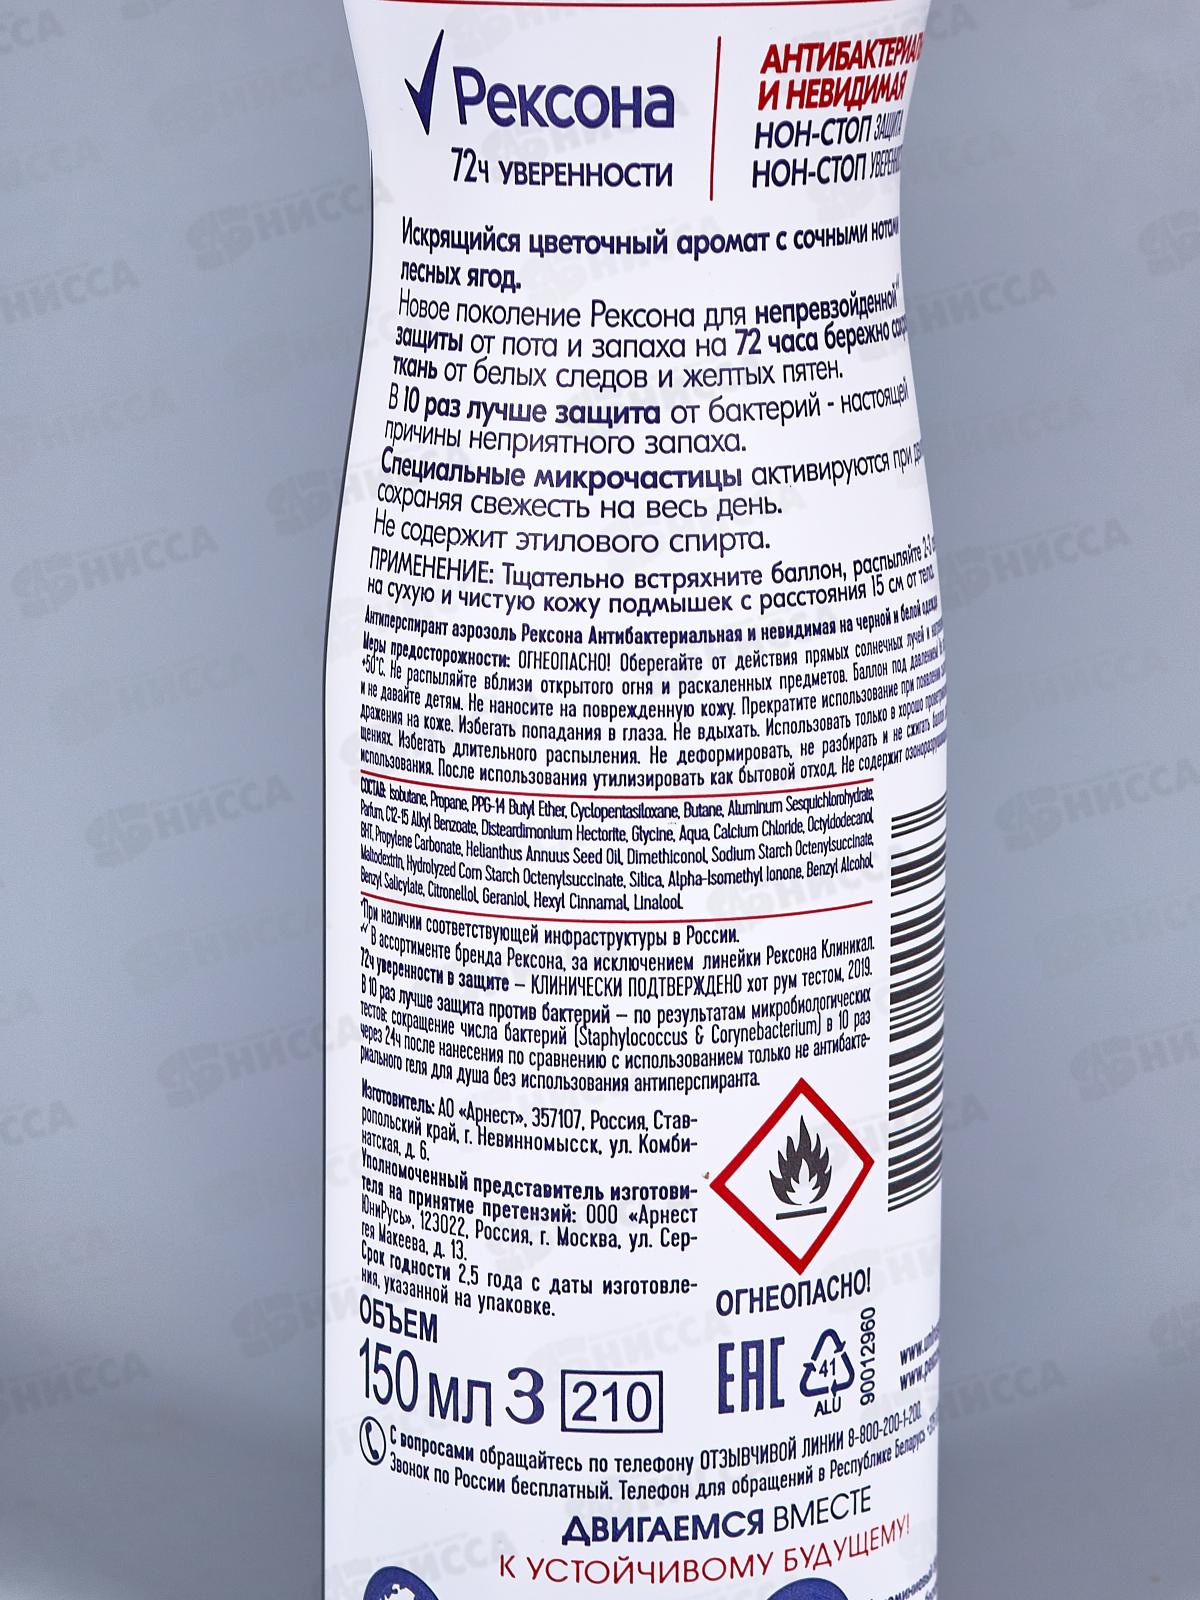 Рексона
72ч УВЕРЕННОСТИ
АНТИБАКТЕРИАЛЬ
И НЕВИДИМАЯ
НОН-СТОП ЗАЩИТА
НОН-СТОП УВЕРЕНН
Искрящийся цветочный аромат с сочными нотами
лесных ягод.
Новое поколение Рексона для непревзойденной**
защиты от пота и запаха на 72 часа бережно
ткань от белых следов и желтых пятен.
В 10 раз лучше защита от бактерий - настоящей
причины неприятного запаха.
Специальные микрочастицы активируются при
сохраняя свежесть на весь день.
Не содержит этилового спирта.
ПРИМЕНЕНИЕ: Тщательно встряхните баллон, распыляйте 2-3
на сухую и чистую кожу подмышек с расстояния 15 см от тела.
Антиперспирант аэрозоль Рексона Антибактериальная и невидимая на черной и белой одежде
Меры предосторожности: ОГНЕОПАСНО! Оберегайте от действия прямых солнечных лучей и
+50°С. Не распыляйте вблизи открытого огня и раскаленных предметов. Баллон под давлением
и не давайте детям. Не наносите на поврежденную кожу. Прекратите использование при появлении
дражения на коже. Избегать попадания в глаза. Не вдыхать. Использовать только в хорошо
щениях. Избегать длительного распыления. Не деформировать, не разбирать и не сжигать баллон
использования. После использования утилизировать как бытовой отход. Не содержит
СОСТАВ: Isobutane, Propane, PPG-14 Butyl Ether, Cyclopentasiloxane, Butane, Aluminum Sesquichlorohydrate,
Parfum, C12-15 Alkyl Benzoate, Disteardimonium Hectorite, Glycine, Aqua, Calcium Chloride, Octyldodecanol,
BHT, Propylene Carbonate, Helianthus Annuus Seed Oil, Dimethiconol, Sodium Starch Octenylsuccinate,
Maltodextrin, Hydrolyzed Corn Starch Octenylsuccinate, Silica, Alpha-Isomethyl Ionone, Benzyl Alcohol,
Benzyl Salicylate, Citronellol, Geraniol, Hexyl Cinnamal, Linalool.
*При наличии соответствующей инфраструктуры в России.
** В ассортименте бренда Рексона, за исключением линейки Рексона Клиникал.
72ч уверенности в защите – КЛИНИЧЕСКИ ПОДТВЕРЖДЕНО хот рум тестом, 2019.
В 10 раз лучше защита против бактерий – по результатам микробиологических
тестов: сокращение числа бактерий (Staphylococcus & Corynebacterium) в 10 раз
через 24ч после нанесения по сравнению с использованием только не антибакте-
риального геля для душа без использования антиперспиранта.
Изготовитель: АО «Арнест», 357107, Россия, Став-
ропольский край, г. Невинномысск, ул. Комби-
натская, д. 6.
Уполномоченный представитель изготови-
теля на принятие претензий: ООО «Арнест
ЮниРусь», 123022, Россия, г. Москва, ул. Сер-
гея Макеева, д. 13.
Срок годности 2,5 года с даты изготовле-
ния, указанной на упаковке.
ОГНЕОПАСНО!
ОБЪЕМ
150 мл З 210
ЕАС
41
ALU
90012960
С вопросами обращайтесь по телефону ОТЗЫВЧИВОЙ ЛИНИИ 8-800-200-1-200.
Звонок по России бесплатный. Телефон для обращений в Республике Беларусь
ДВИГАЕМСЯ ВМЕСТЕ
К УСТОЙЧИВОМУ БУДУЩЕМУ!
НИССА